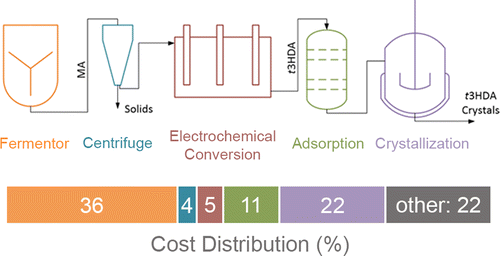 MA
Solids
t3HDA
t3HDA
Crystals
Fermentor
Centrifuge
Electrochemical
Conversion
Adsorption
Crystallization
36
4
5
11
22
other: 22
Cost Distribution (%)